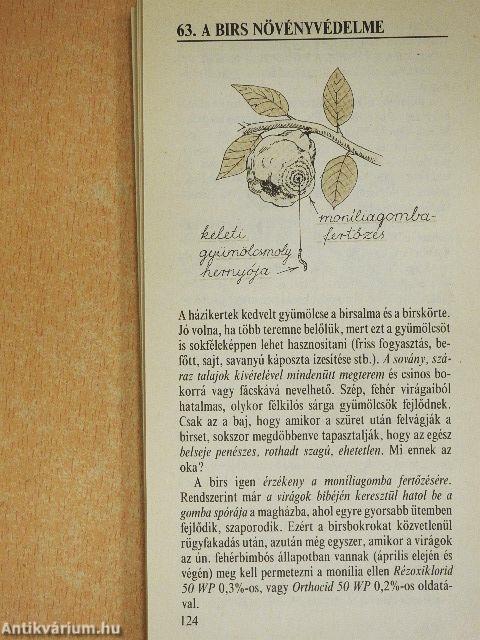 63. A BIRS NÖVÉNYVÉDELME
moníliagomba-
fertőzés
keleti
gyümölcsmoly
hernyója
A házikertek kedvelt gyümölcse a birsalma és a birskörte.
Jó volna, ha több teremne belőlük, mert ezt a gyümölcsöt
is sokféleképpen lehet hasznosítani (friss fogyasztás, be-
főtt, sajt, savanyú káposzta ízesítése stb.). A sovány, szá-
raz talajok kivételével mindenütt megterem és csinos bo-
korrá vagy fácskává nevelhető. Szép, fehér virágaiból
hatalmas, olykor félkilós sárga gyümölcsök fejlődnek.
Csak az a baj, hogy amikor a szüret után felvágják a
birset, sokszor megdöbbenve tapasztalják, hogy az egész
belseje penészes, rothadt szagú, ehetetlen. Mi ennek az
oka?
A birs igen érzékeny a moníliagomba fertőzésére.
Rendszerint már a virágok bibéjén keresztül hatol be a
gomba spórája a magházba, ahol egyre gyorsabb ütemben
fejlődik, szaporodik. Ezért a birsbokrokat közvetlenül
rügyfakadás után, azután még egyszer, amikor a virágok
az ún. fehérbimbós állapotban vannak (április elején és
végén) meg kell permetezni a monília ellen Rézoxiklorid
50 WP 0,3%-os, vagy Orthocid 50 WP 0,2%-os oldatá-
val.
124
Antikvárium.hu